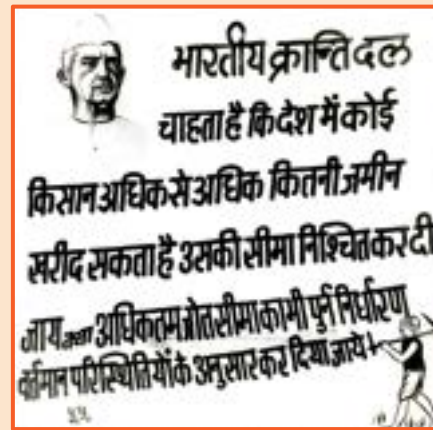 भारतीय क्रान्ति दल
चाहता है कि देश में कोई
किसान अधिक से अधिक कितनी जमीन
खरीद सकता है उसकी सीमा निश्चित कर दी
जाय अधिकतम जोत सीमा का भी पुर्न निर्धारण
वर्तमान परिस्थितियों के अनुसार कर दिया जाये।